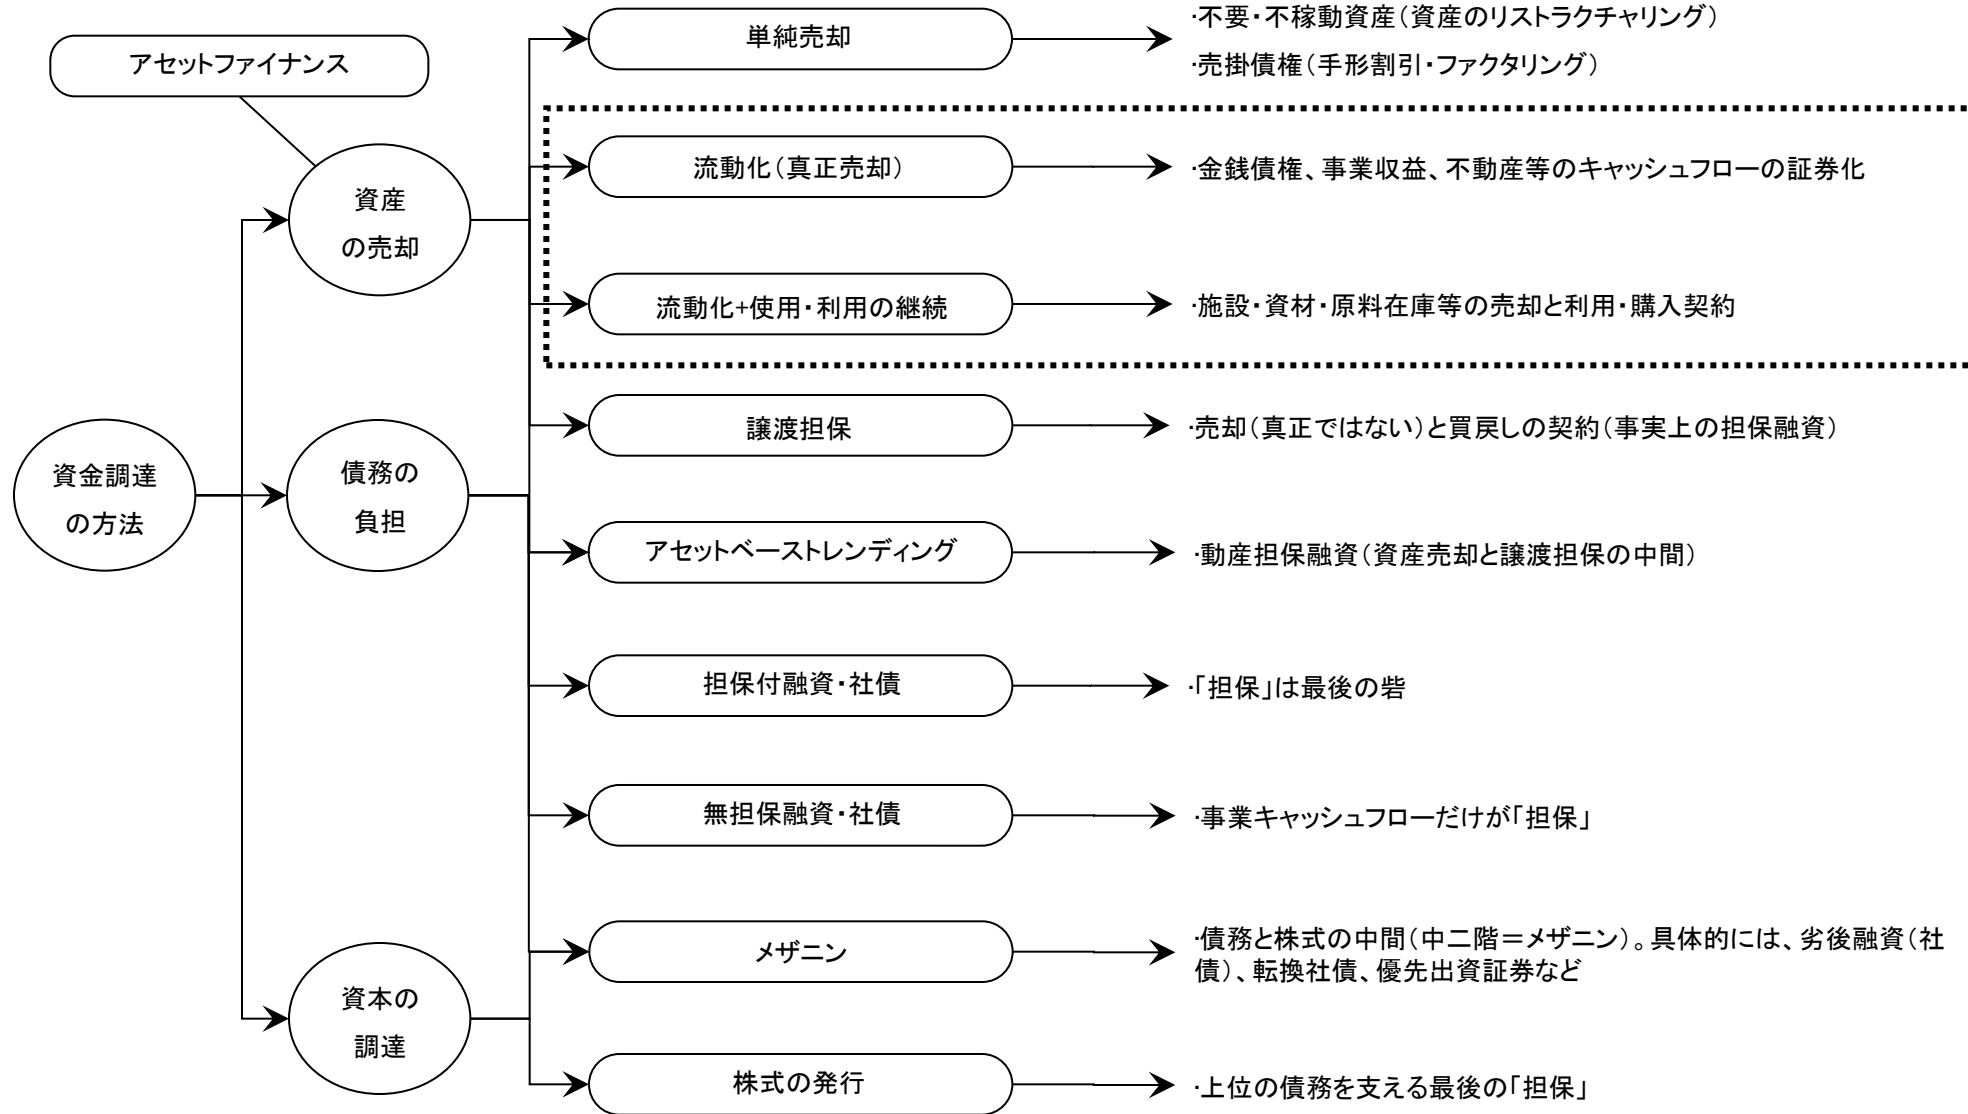 アセットファイナンス
資金調達
の方法
資産
の売却
債務の
負担
資本の
調達
単純売却
·不要・不稼動資産（資産のリストラクチャリング）
·売掛債権（手形割引・ファクタリング）
流動化（真正売却）
·金銭債権、事業収益、不動産等のキャッシュフローの証券化
流動化+使用・利用の継続
·施設・資材・原料在庫等の売却と利用・購入契約
譲渡担保
·売却（真正ではない）と買戻しの契約（事実上の担保融資）
アセットベーストレンディング
·動産担保融資（資産売却と譲渡担保の中間）
担保付融資・社債
·「担保」は最後の砦
無担保融資・社債
·事業キャッシュフローだけが「担保」
メザニン
·債務と株式の中間（中二階＝メザニン）。具体的には、劣後融資（社
債）、転換社債、優先出資証券など
株式の発行
·上位の債務を支える最後の「担保」